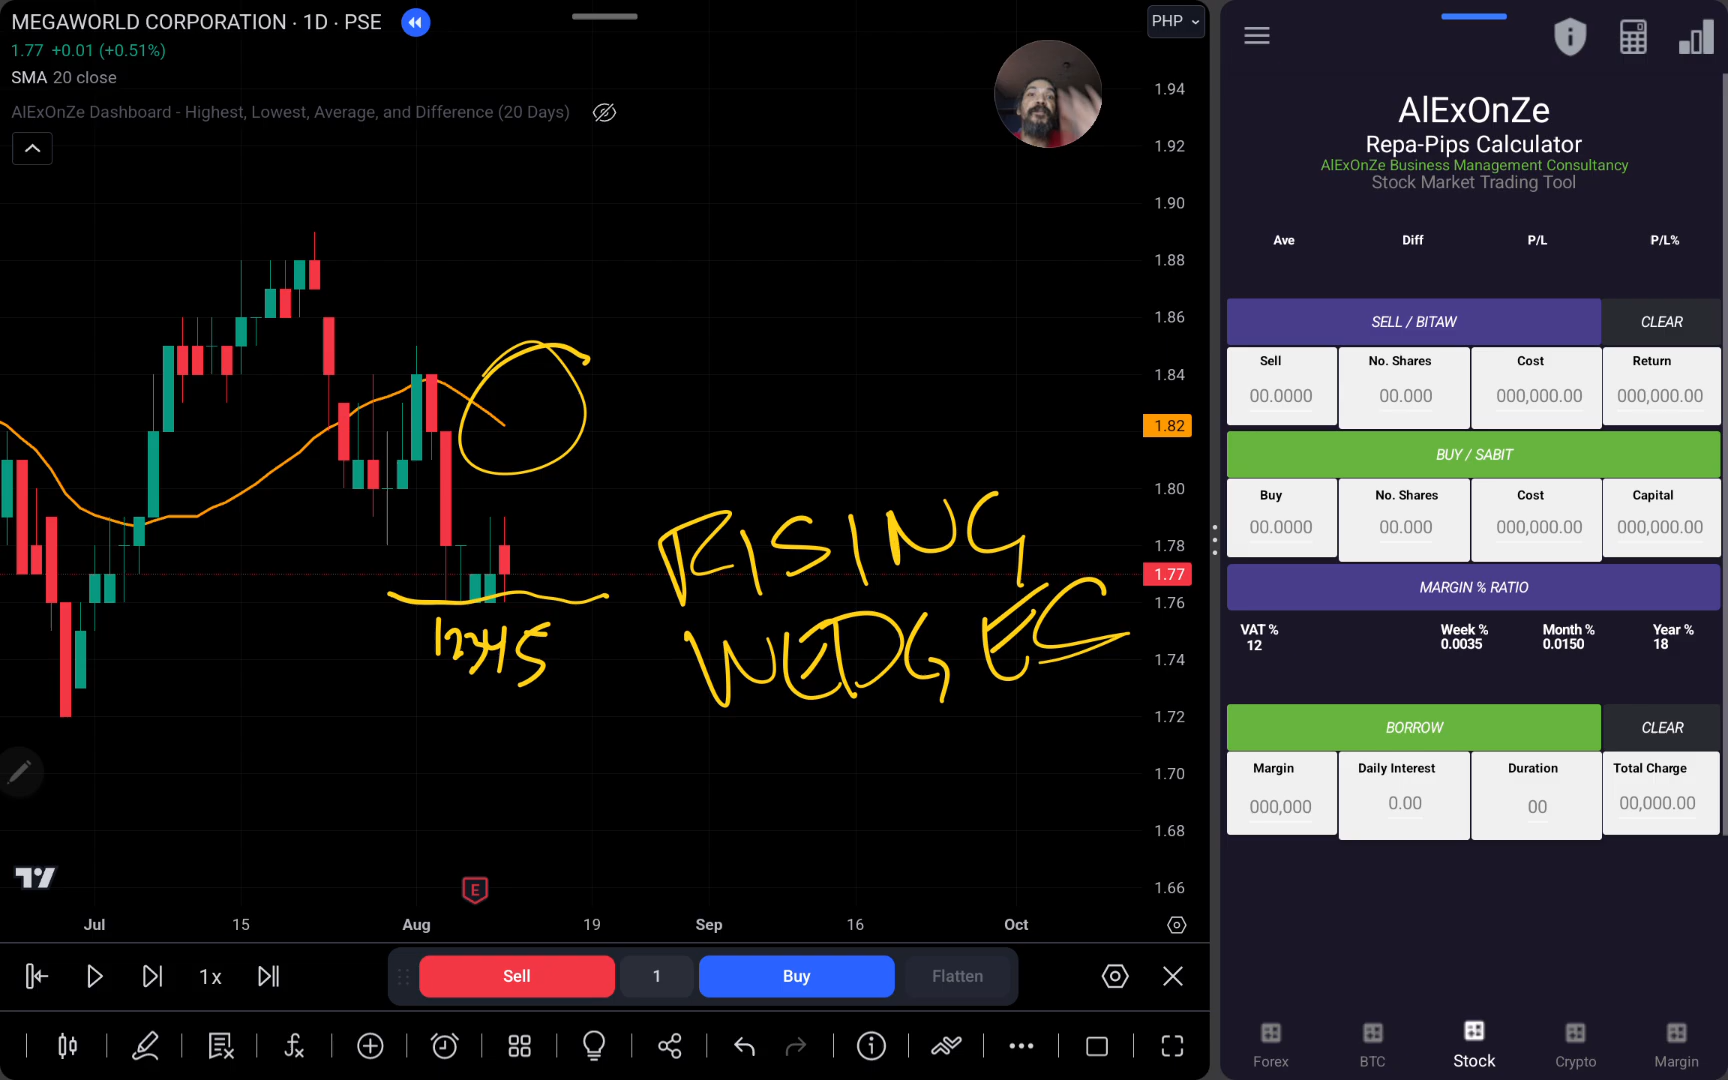 MEGAWORLD CORPORATION · 1D · PSE
1.77 +0.01 (+0.51%)
SMA 20 close
AlExOnZe Dashboard - Highest, Lowest, Average, and Difference (20 Days)
PHP
1.94
1.92
1.90
1.88
1.86
1.84
1.82
1.80
1.78
1.77
1.76
1.74
1.72
1.70
1.68
1.66
RISING
WEDGES
12345
E
Jul 15 Aug 19 Sep 16 Oct
1x
Sell 1 Buy Flatten
AlExOnZe
Repa-Pips Calculator
AlExOnZe Business Management Consultancy
Stock Market Trading Tool
Ave Diff P/L P/L%
SELL / BITAW CLEAR
Sell No. Shares Cost Return
00.0000 00.000 000,000.00 000,000.00
BUY / SABIT
Buy No. Shares Cost Capital
00.0000 00.000 000,000.00 000,000.00
MARGIN % RATIO
VAT % Week % Month % Year %
12 0.0035 0.0150 18
BORROW CLEAR
Margin Daily Interest Duration Total Charge
000,000 0.00 00 00,000.00
Forex BTC Stock Crypto Margin